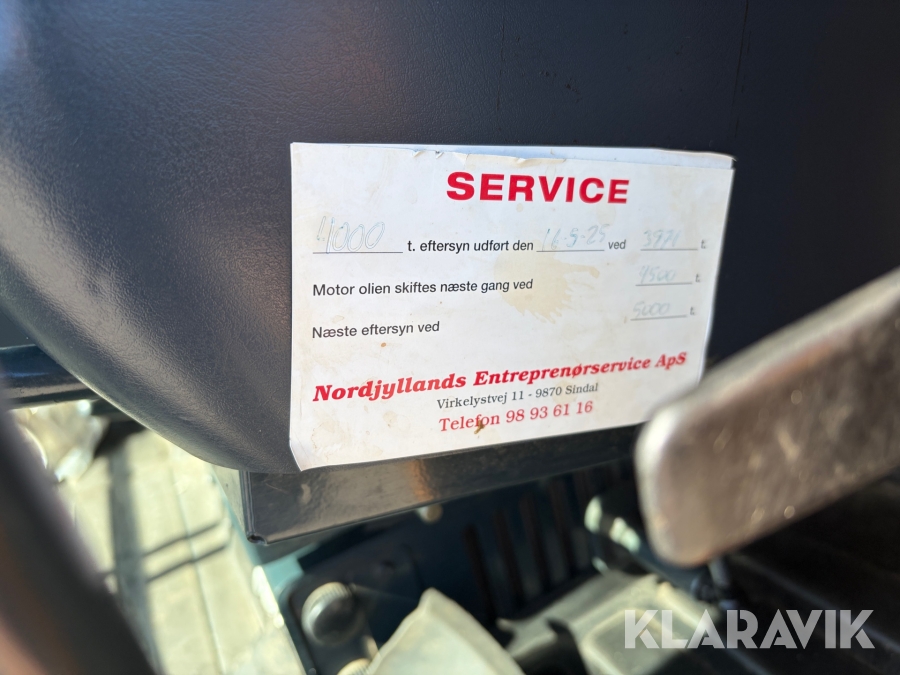 SERVICE
4000 t. eftersyn udført den 16-5-25 ved 3971 t.
Motor olien skiftes næste gang ved 4500 t.
Næste eftersyn ved 5000 t.
Nordjyllands Entreprenørservice ApS
Virkelystvej 11 - 9870 Sindal
Telefon 98 93 61 16
KLARAVIK